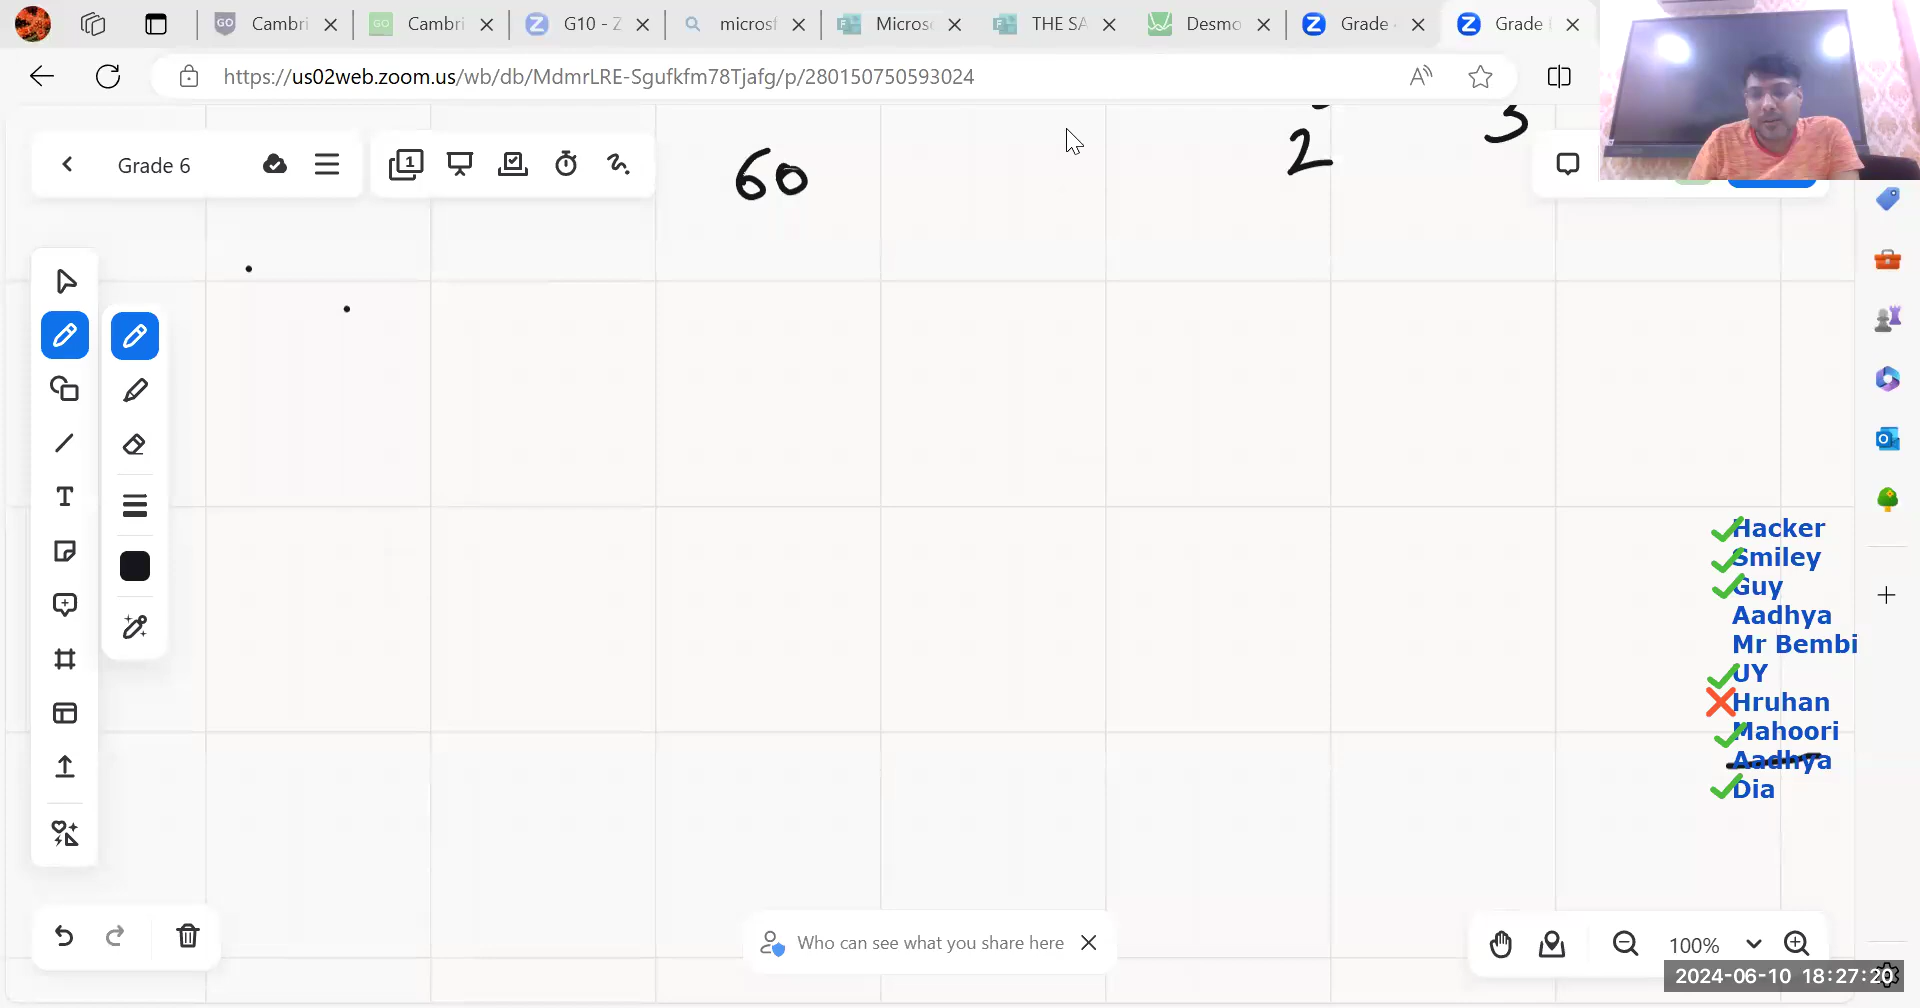 Cambri
Cambri
G10 - Z
microsf
Micros
THE SA
Desmo
Grade
Grade
https://us02web.zoom.us/wb/db/MdmrLRE-Sgufkfm78Tjafg/p/280150750593024
Grade 6
1
60
2
Hacker
Smiley
Guy
Aadhya
Mr Bembi
UY
Hruhan
Mahoori
Aadhya
Dia
Who can see what you share here
100%
2024-06-10 18:27:20